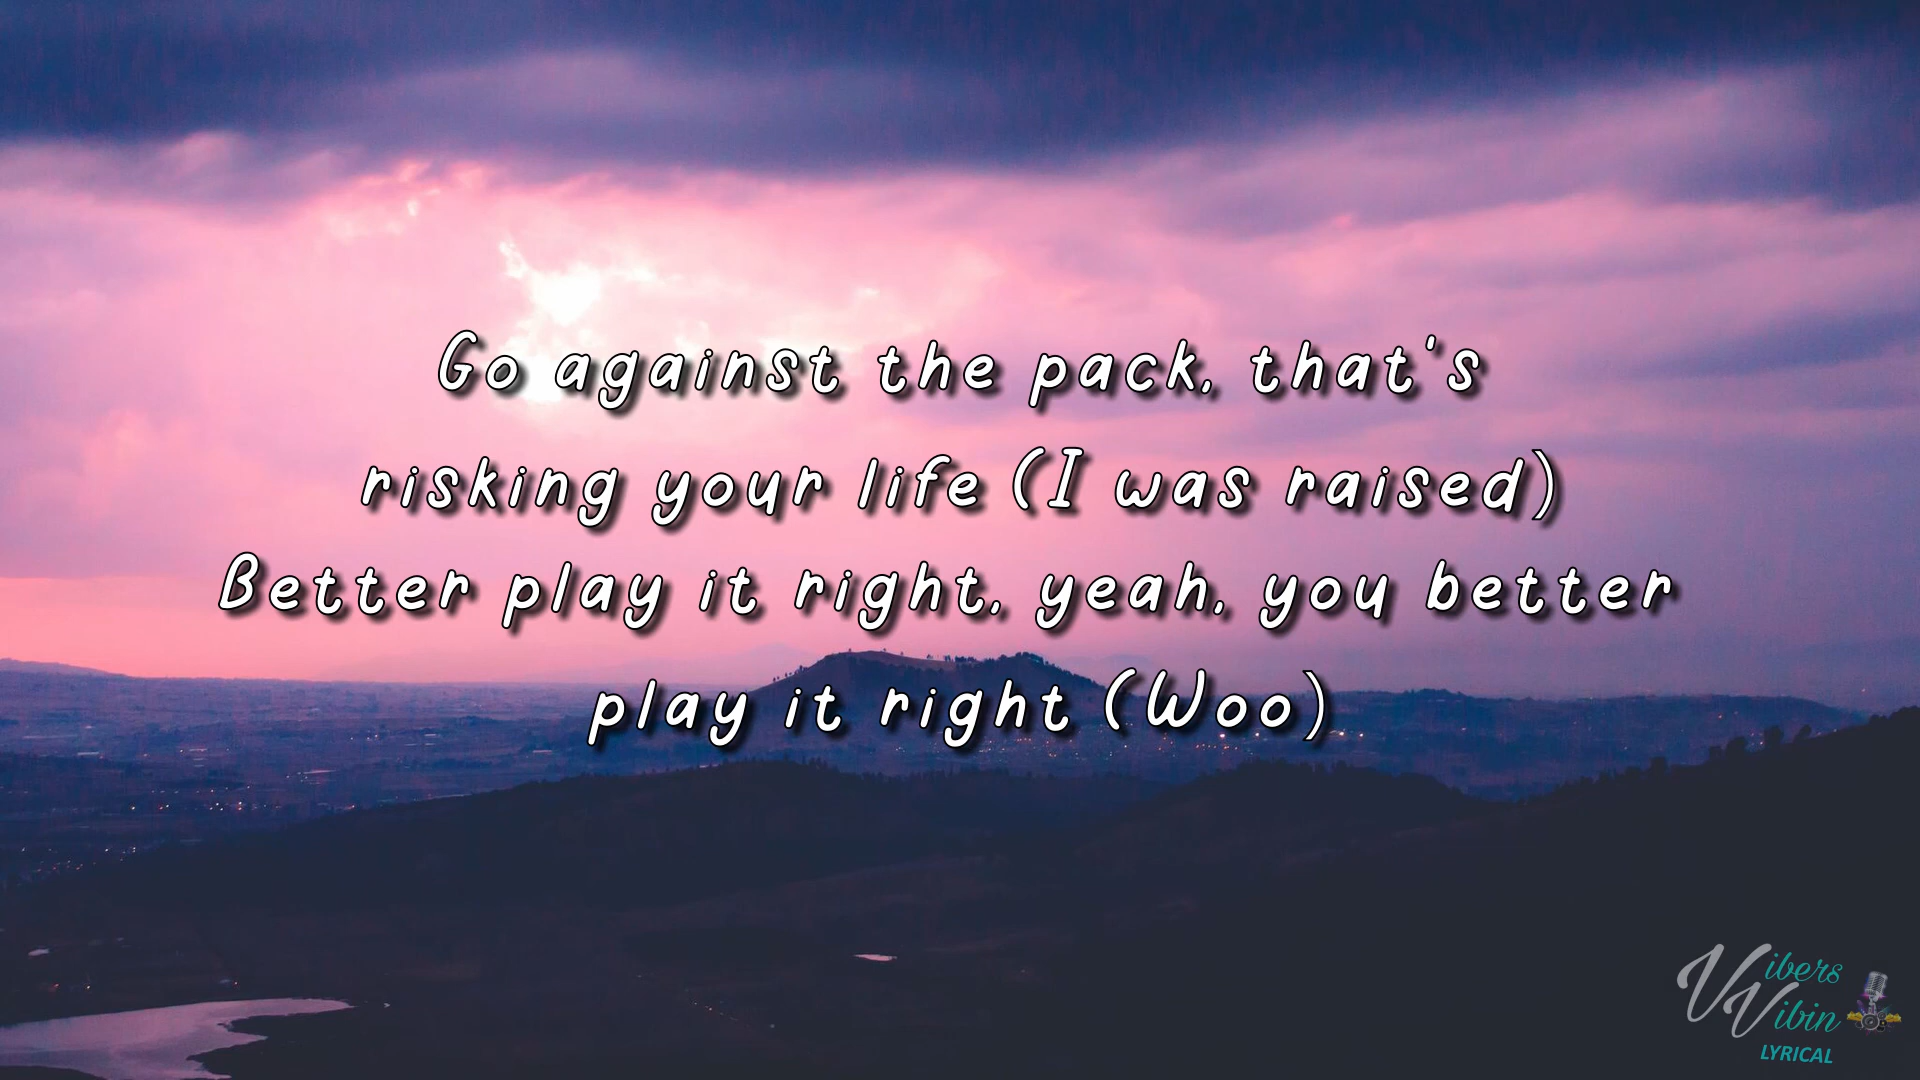 Go against the pack, that's
risking your life (I was raised)
Better play it right, yeah, you better
play it right (Woo)
Vibers
Vibin
LYRICAL